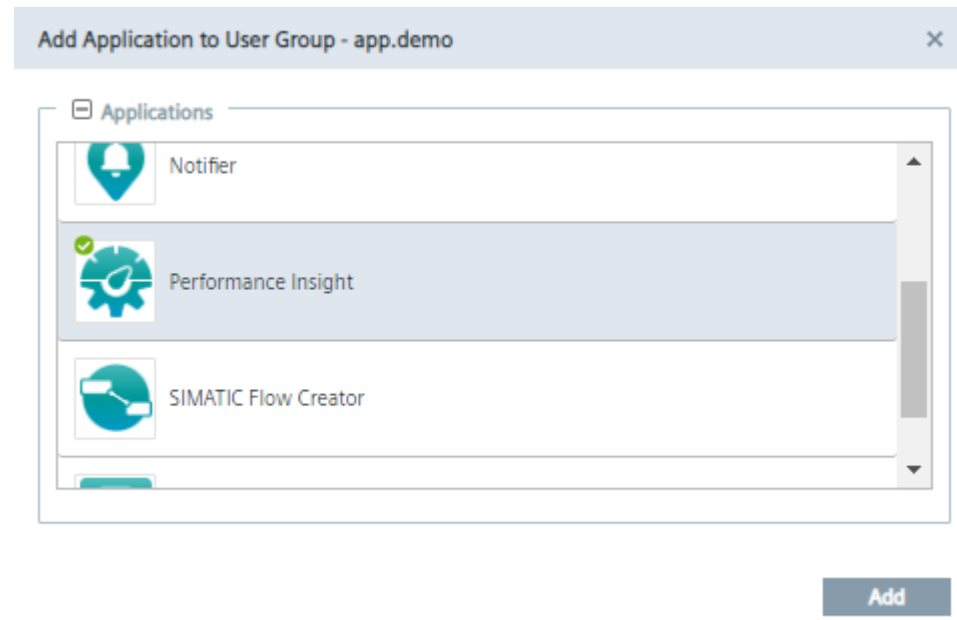 Add Application to User Group - app.demo
Applications
Notifier
Performance Insight
SIMATIC Flow Creator
Add